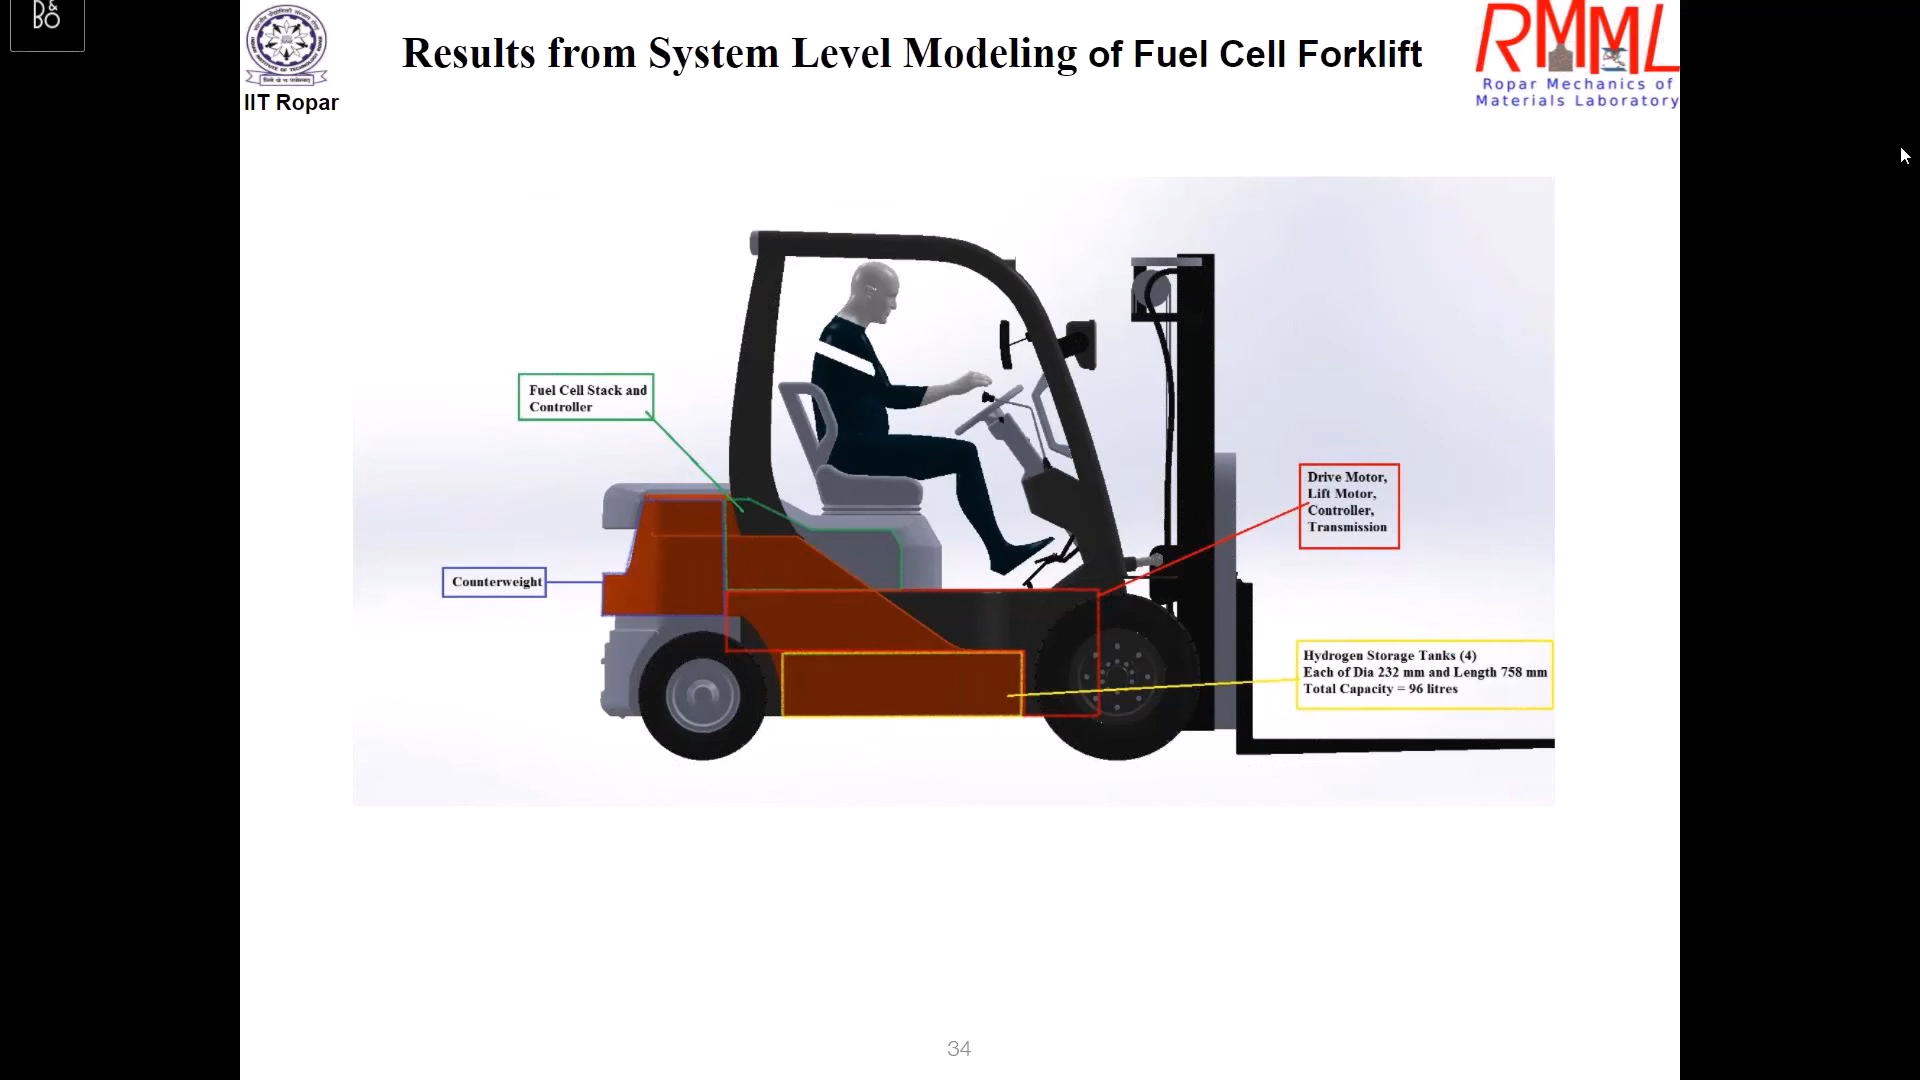 B&O
Results from System Level Modeling of Fuel Cell Forklift
IIT Ropar
RMML
Ropar Mechanics of
Materials Laboratory
Fuel Cell Stack and
Controller
Counterweight
Drive Motor,
Lift Motor,
Controller,
Transmission
Hydrogen Storage Tanks (4)
Each of Dia 232 mm and Length 758 mm
Total Capacity = 96 litres
34